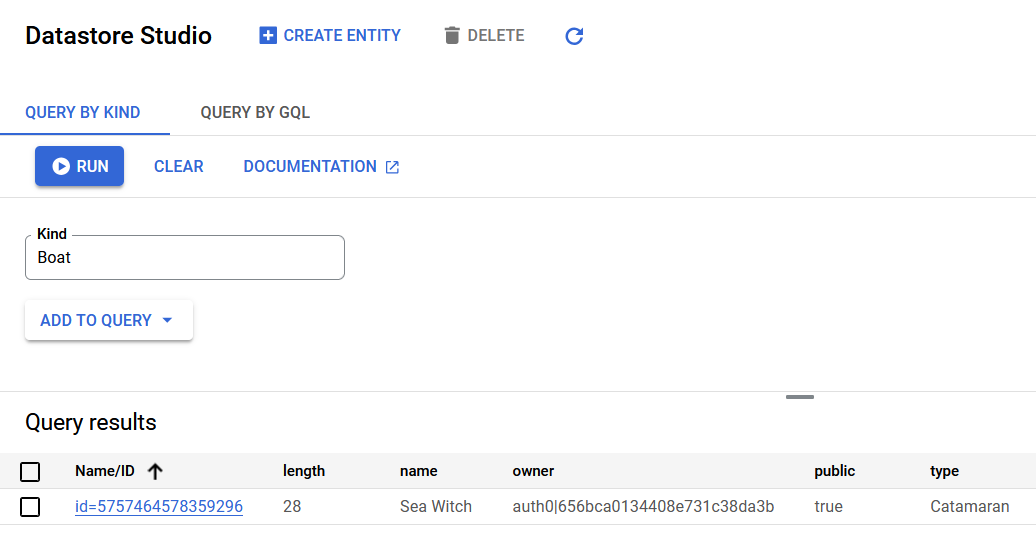 Datastore Studio CREATE ENTITY DELETE
QUERY BY KIND QUERY BY GQL
RUN CLEAR DOCUMENTATION
Kind
Boat
ADD TO QUERY
Query results
Name/ID length name owner public type
id=5757464578359296 28 Sea Witch auth0|656bca0134408e731c38da3b true Catamaran